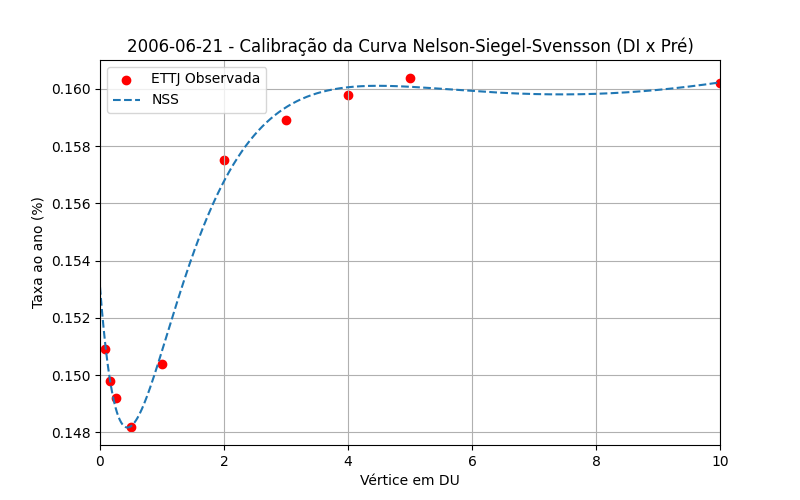 2006-06-21 - Calibração da Curva Nelson-Siegel-Svensson (DI x Pré)
ETTJ Observada
NSS
Taxa ao ano (%)
0.160
0.158
0.156
0.154
0.152
0.150
0.148
0
2
4
6
8
10
Vértice em DU